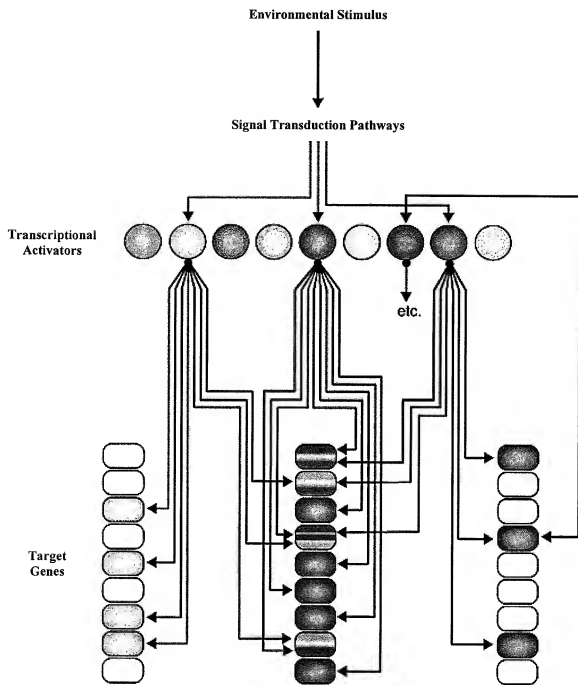 Environmental Stimulus
Signal Transduction Pathways
Transcriptional
Activators
etc.
Target
Genes